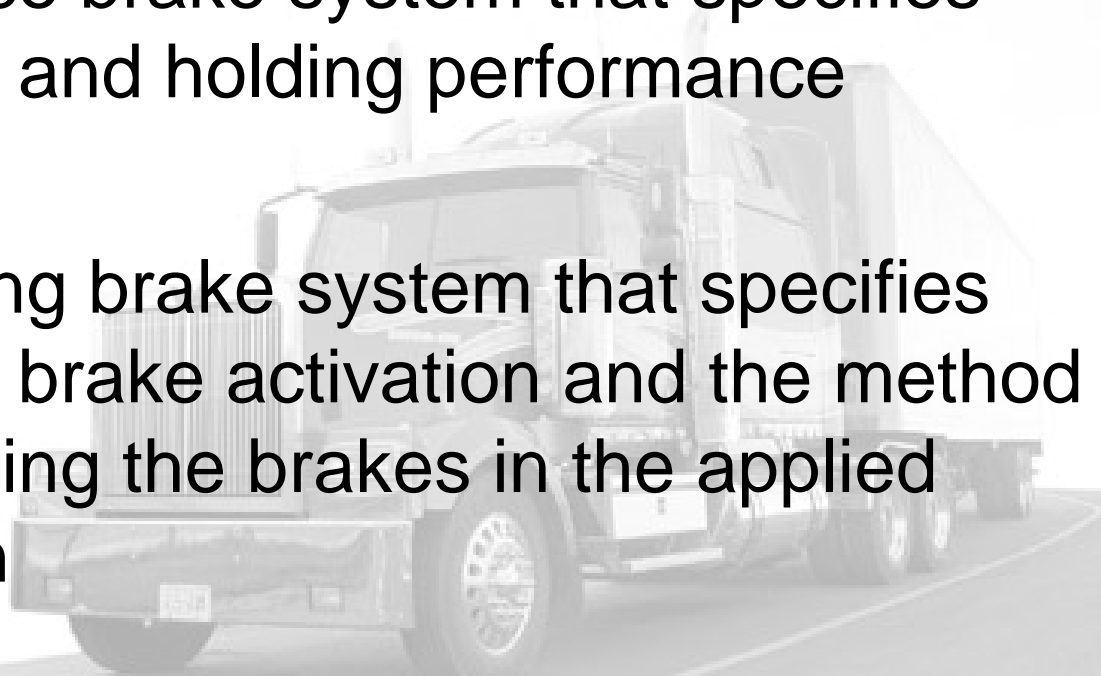 brake system that specifies
and holding performance
ng brake system that specifies
brake activation and the method
ing the brakes in the applied